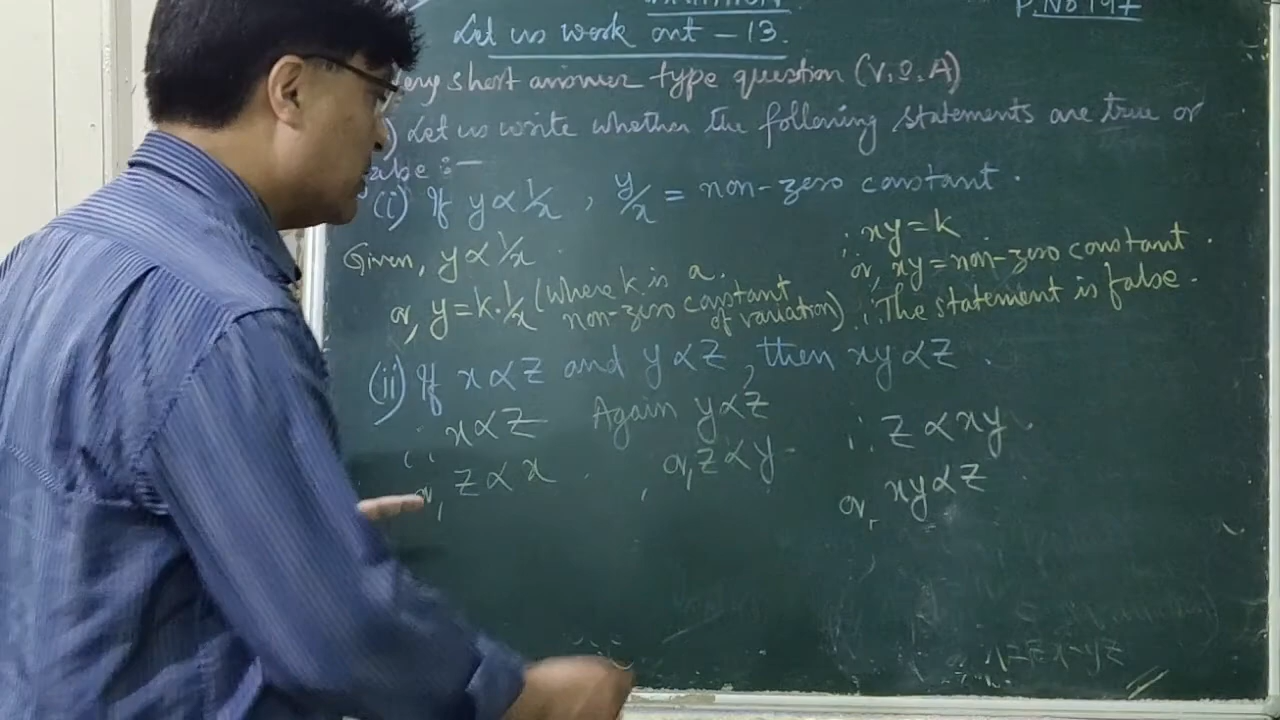 P.No 197
Let us work out - 13.
Very short answer type question (V.S.A)
) Let us write whether the following statements are true or
false :-
(i) If y ∝ 1/x , y/x = non-zero constant .
Given, y ∝ 1/x .
or, y = k. 1/x (where k is a non-zero constant of variation)
∴ xy = k
or, xy = non-zero constant .
∴ The statement is false .
(ii) If x ∝ z and y ∝ z , then xy ∝ z .
∴ x ∝ z Again y ∝ z ∴ z ∝ xy
or, z ∝ x . , or, z ∝ y or, xy ∝ z